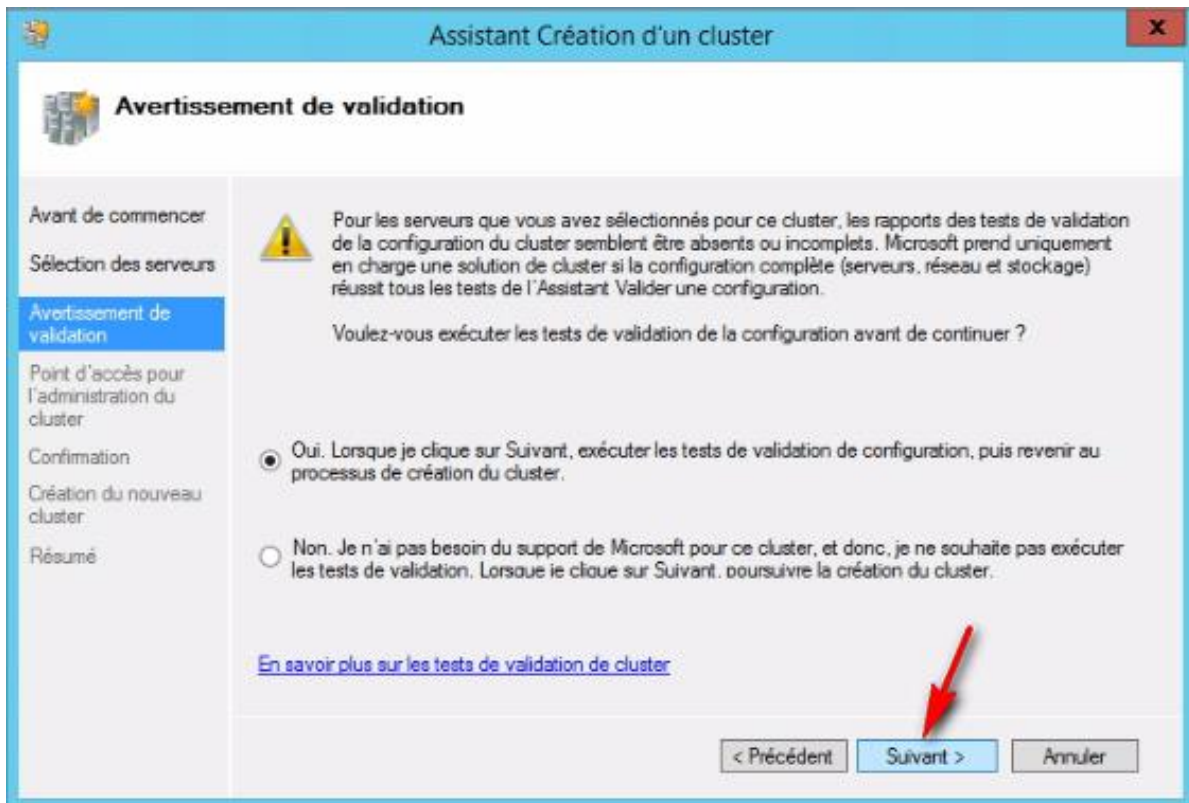 Assistant Création d'un cluster
x
Avertissement de validation
Avant de commencer
Sélection des serveurs
Avertissement de
validation
Point d'accès pour
l'administration du
cluster
Confirmation
Création du nouveau
cluster
Résumé
Pour les serveurs que vous avez sélectionnés pour ce cluster, les rapports des tests de validation
de la configuration du cluster semblent être absents ou incomplets. Microsoft prend uniquement
en charge une solution de cluster si la configuration complète (serveurs, réseau et stockage)
réussit tous les tests de l'Assistant Valider une configuration.
Voulez-vous exécuter les tests de validation de la configuration avant de continuer ?
Oui. Lorsque je clique sur Suivant, exécuter les tests de validation de configuration, puis revenir au
processus de création du cluster.
Non. Je n'ai pas besoin du support de Microsoft pour ce cluster, et donc, je ne souhaite pas exécuter
les tests de validation. Lorsque je clique sur Suivant, poursuivre la création du cluster.
En savoir plus sur les tests de validation de cluster
< Précédent
Suivant >
Annuler